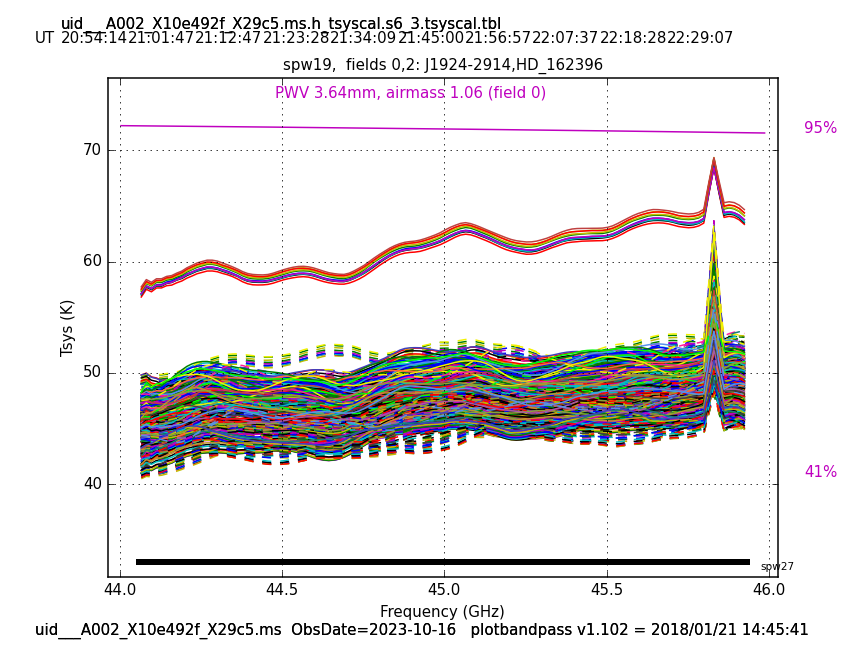 uid___A002_X10e492f_X29c5.ms.h_tsyscal.s6_3.tsyscal.tbl
UT 20:54:14 21:01:47 21:12:47 21:23:28 21:34:09 21:45:00 21:56:57 22:07:37 22:18:28 22:29:07
spw19, fields 0,2: J1924-2914,HD_162396
PWV 3.64mm, airmass 1.06 (field 0)
95%
70
60
Tsys (K)
50
41%
40
spw27
44.0 44.5 45.0 45.5 46.0
Frequency (GHz)
uid___A002_X10e492f_X29c5.ms ObsDate=2023-10-16 plotbandpass v1.102 = 2018/01/21 14:45:41